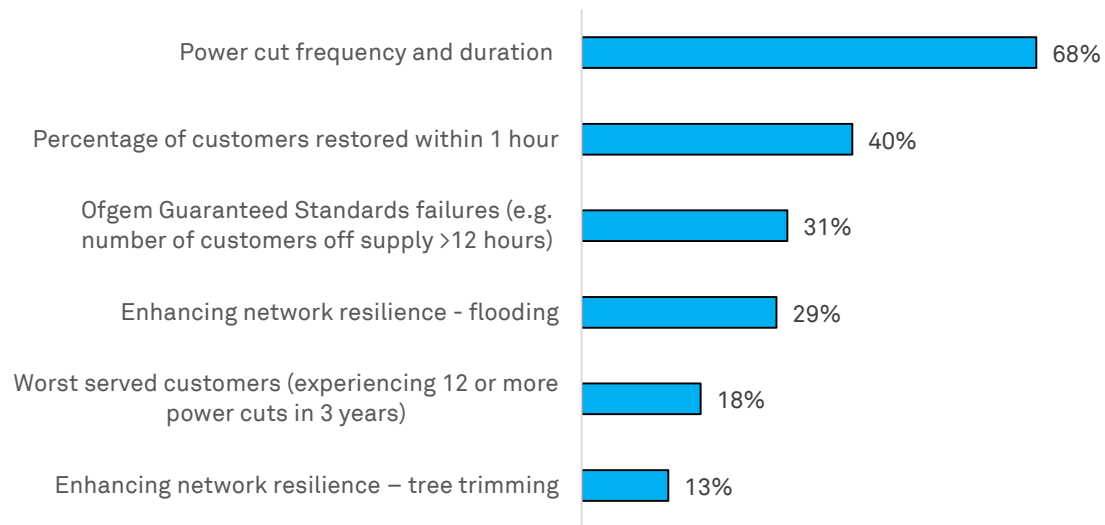 Power cut frequency and duration
68%
Percentage of customers restored within 1 hour
40%
Ofgem Guaranteed Standards failures (e.g.
number of customers off supply >12 hours)
31%
Enhancing network resilience - flooding
29%
Worst served customers (experiencing 12 or more
power cuts in 3 years)
18%
Enhancing network resilience – tree trimming
13%